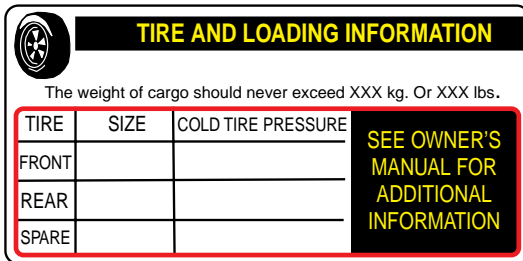 TIRE AND LOADING INFORMATION
The weight of cargo should never exceed XXX kg. Or XXX lbs.
TIRE SIZE COLD TIRE PRESSURE
FRONT
REAR
SPARE
SEE OWNER'S
MANUAL FOR
ADDITIONAL
INFORMATION